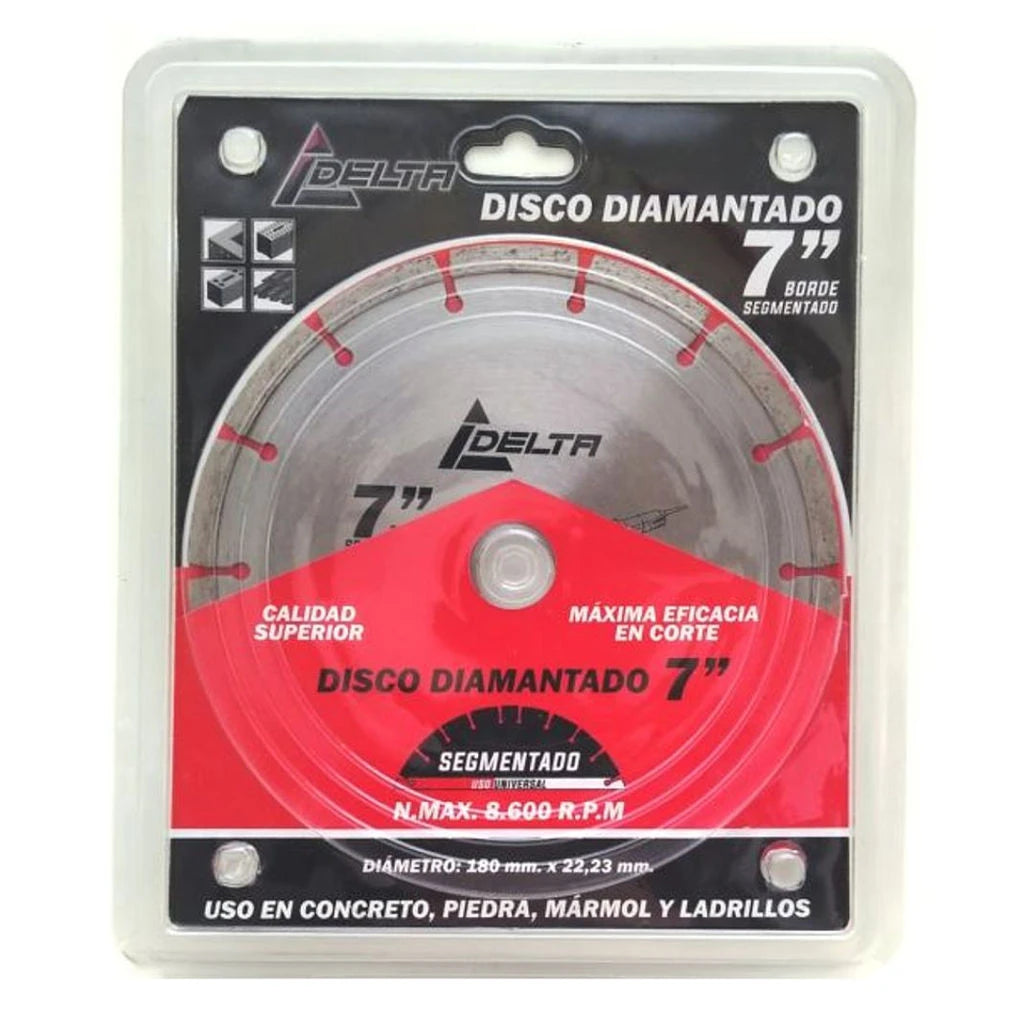 DELTA
DISCO DIAMANTADO
7”
BORDE
SEGMENTADO
DELTA
7”
CALIDAD
SUPERIOR
MÁXIMA EFICACIA
EN CORTE
DISCO DIAMANTADO 7”
SEGMENTADO
USO UNIVERSAL
N.MAX. 8.600 R.P.M
DIÁMETRO: 180 mm. x 22,23 mm.
USO EN CONCRETO, PIEDRA, MÁRMOL Y LADRILLOS